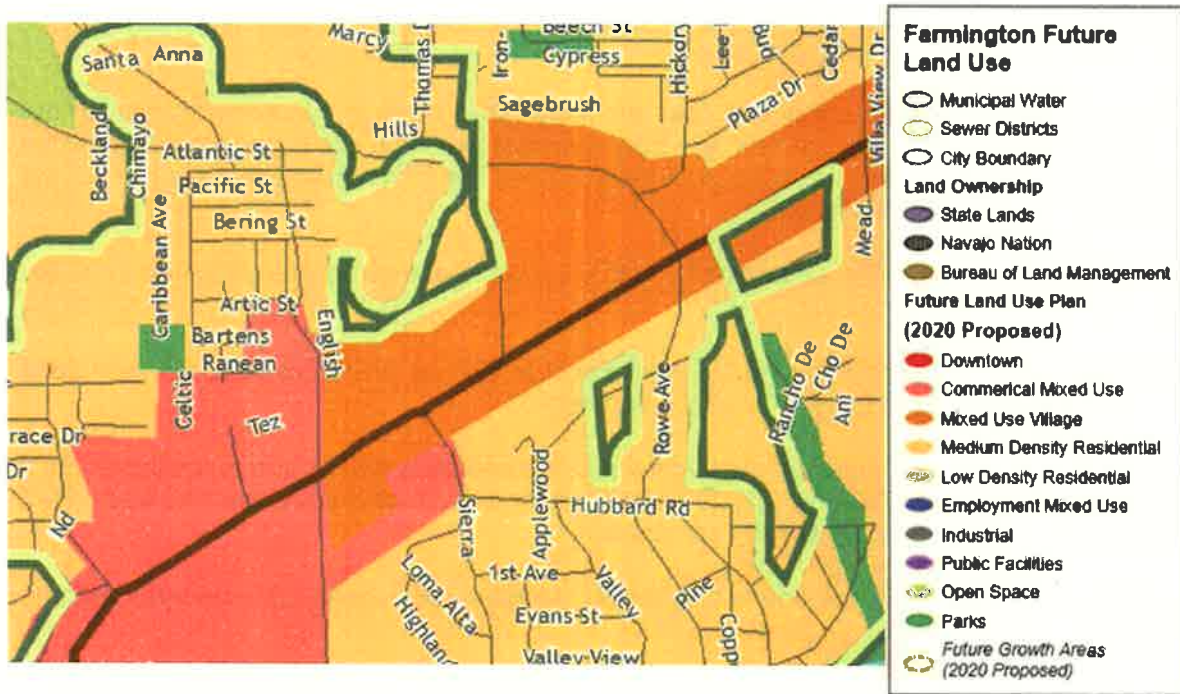 Beech St
Marcy
Cypress
Thomas D
Iron-
Hickory
Lee
Cedar
Villa View Dr
Santa Anna
Sagebrush
Plaza Dr
Hills
Beckland
Chimayo
Atlantic St
Pacific St
Bering St
Caribbean Ave
Mead
Artic St
English
Bartens
Ranean
Rancho De
Cho De
Ani
Celtic
Tez
Rowe Ave
race Dr
Dr
Nd
Sierra
Applewood
Hubbard Rd
Loma Alta
Highland
1st Ave
Valley
Pine
Evans St
Copp
Valley View
Farmington Future
Land Use
Municipal Water
Sewer Districts
City Boundary
Land Ownership
State Lands
Navajo Nation
Bureau of Land Management
Future Land Use Plan
(2020 Proposed)
Downtown
Commerical Mixed Use
Mixed Use Village
Medium Density Residential
Low Density Residential
Employment Mixed Use
Industrial
Public Facilities
Open Space
Parks
Future Growth Areas
(2020 Proposed)